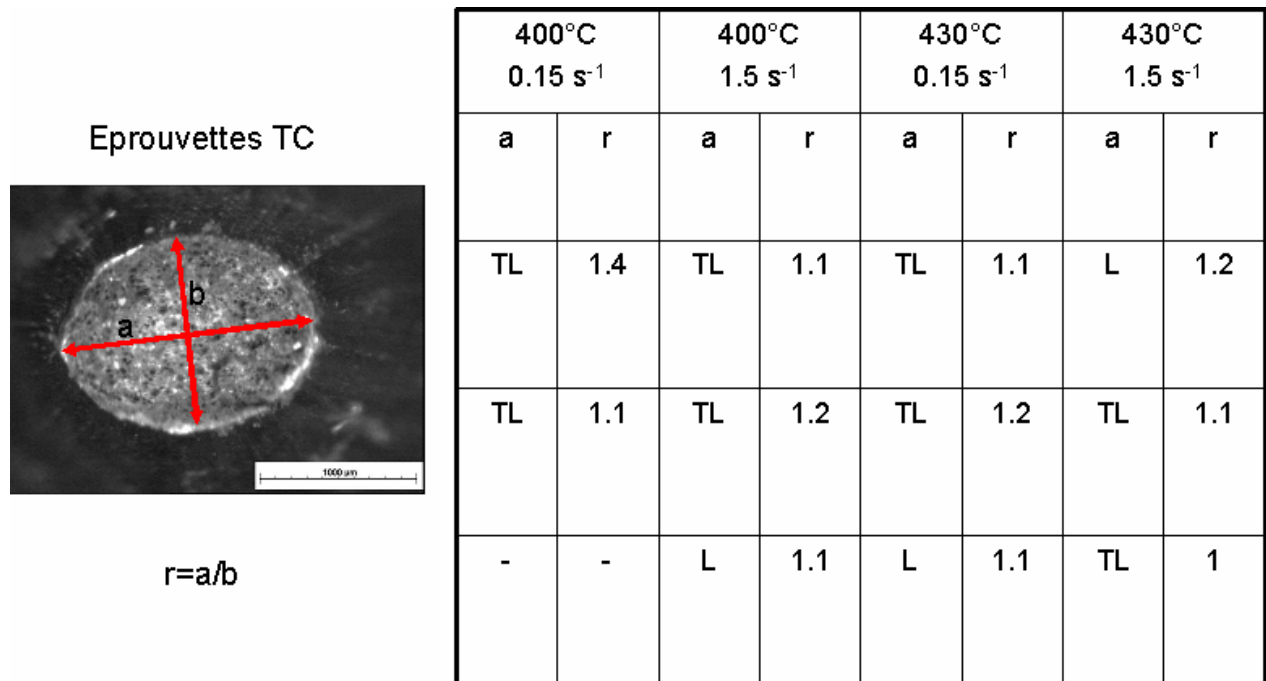 400°C 400°C 430°C 430°C
0.15 s-1 1.5 s-1 0.15 s-1 1.5 s-1
Eprouvettes TC
a r a r a r a r
TL 1.4 TL 1.1 TL 1.1 L 1.2
b
a
TL 1.1 TL 1.2 TL 1.2 TL 1.1
1000 µm
r=a/b
- - L 1.1 L 1.1 TL 1